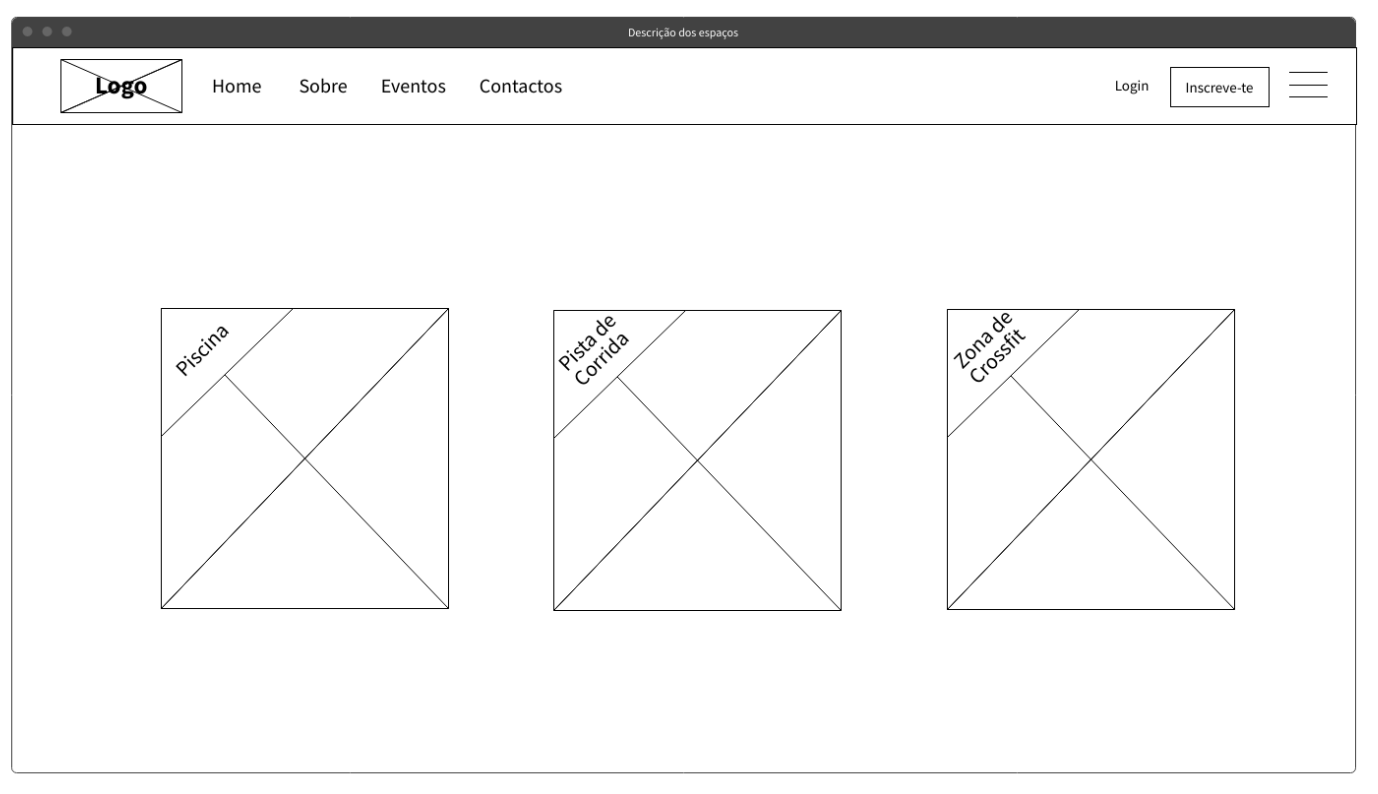 Descrição dos espaços
Logo Home Sobre Eventos Contactos Login Inscreve-te
Piscina
Pista de
Corrida
Zona de
Crossfit